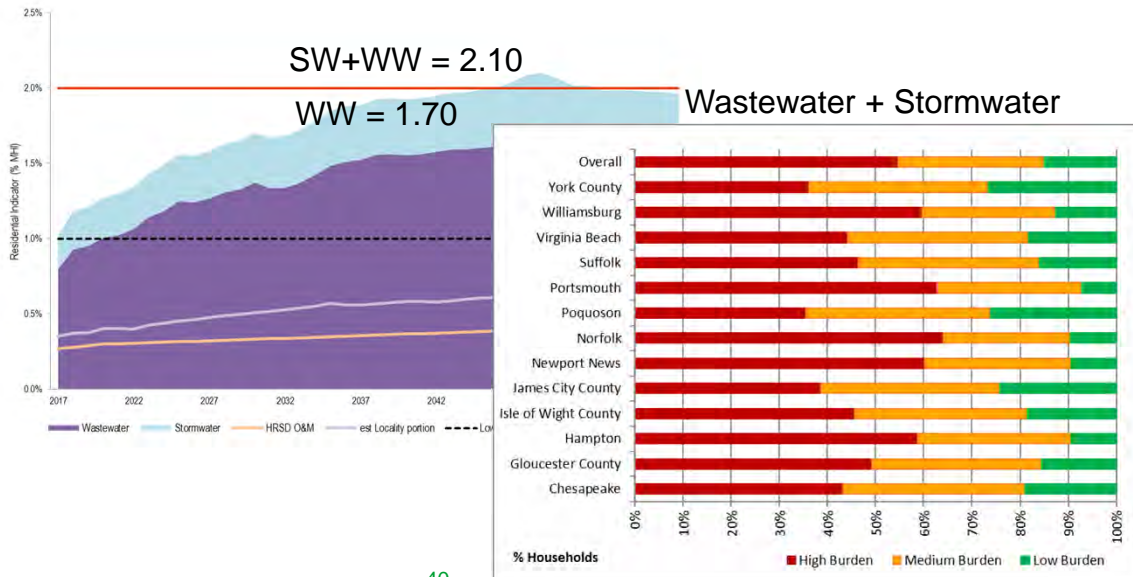 2.5%
SW+WW = 2.10
2.0%
WW = 1.70
Wastewater + Stormwater
1.5%
1.0%
0.5%
0.0%
Residential Indicator (% MHI)
2017
2022
2027
2032
2037
2042
Wastewater
Stormwater
HRSD O&M
est Locality portion
Overall
York County
Williamsburg
Virginia Beach
Suffolk
Portsmouth
Poquoson
Norfolk
Newport News
James City County
Isle of Wight County
Hampton
Gloucester County
Chesapeake
0%
10%
20%
30%
40%
50%
60%
70%
80%
90%
100%
% Households
High Burden
Medium Burden
Low Burden